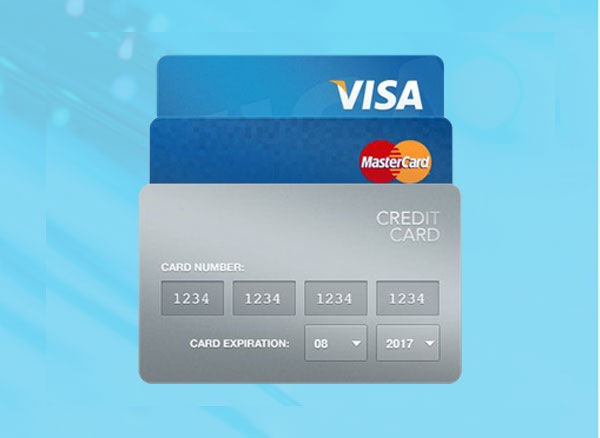 VISA
MasterCard
CREDIT
CARD
CARD NUMBER:
1234 1234 1234 1234
CARD EXPIRATION: 08 2017